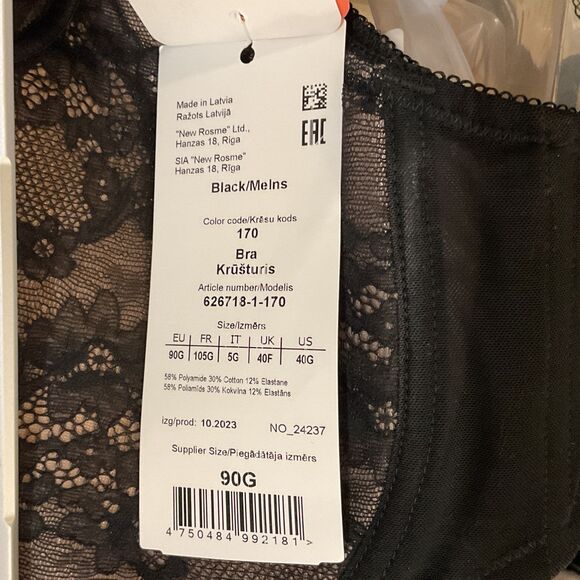 Made in Latvia
Ražots Latvijā
EAC
"New Rosme" Ltd.,
Hanzas 18, Riga
SIA "New Rosme"
Hanzas 18, Rīga
Black/Melns
Color code/Krēsu kods
170
Bra
Krūšturis
Article number/Modelis
626718-1-170
Size/Izmērs
EU FR IT UK US
90G 105G 5G 40F 40G
58% Polyamide 30% Cotton 12% Elastane
58% Poliamīds 30% Kokvilna 12% Elastāns
izg/prod: 10.2023 NO_24237
Supplier Size/Piegādātāja izmērs
90G
4 750484 992181 >